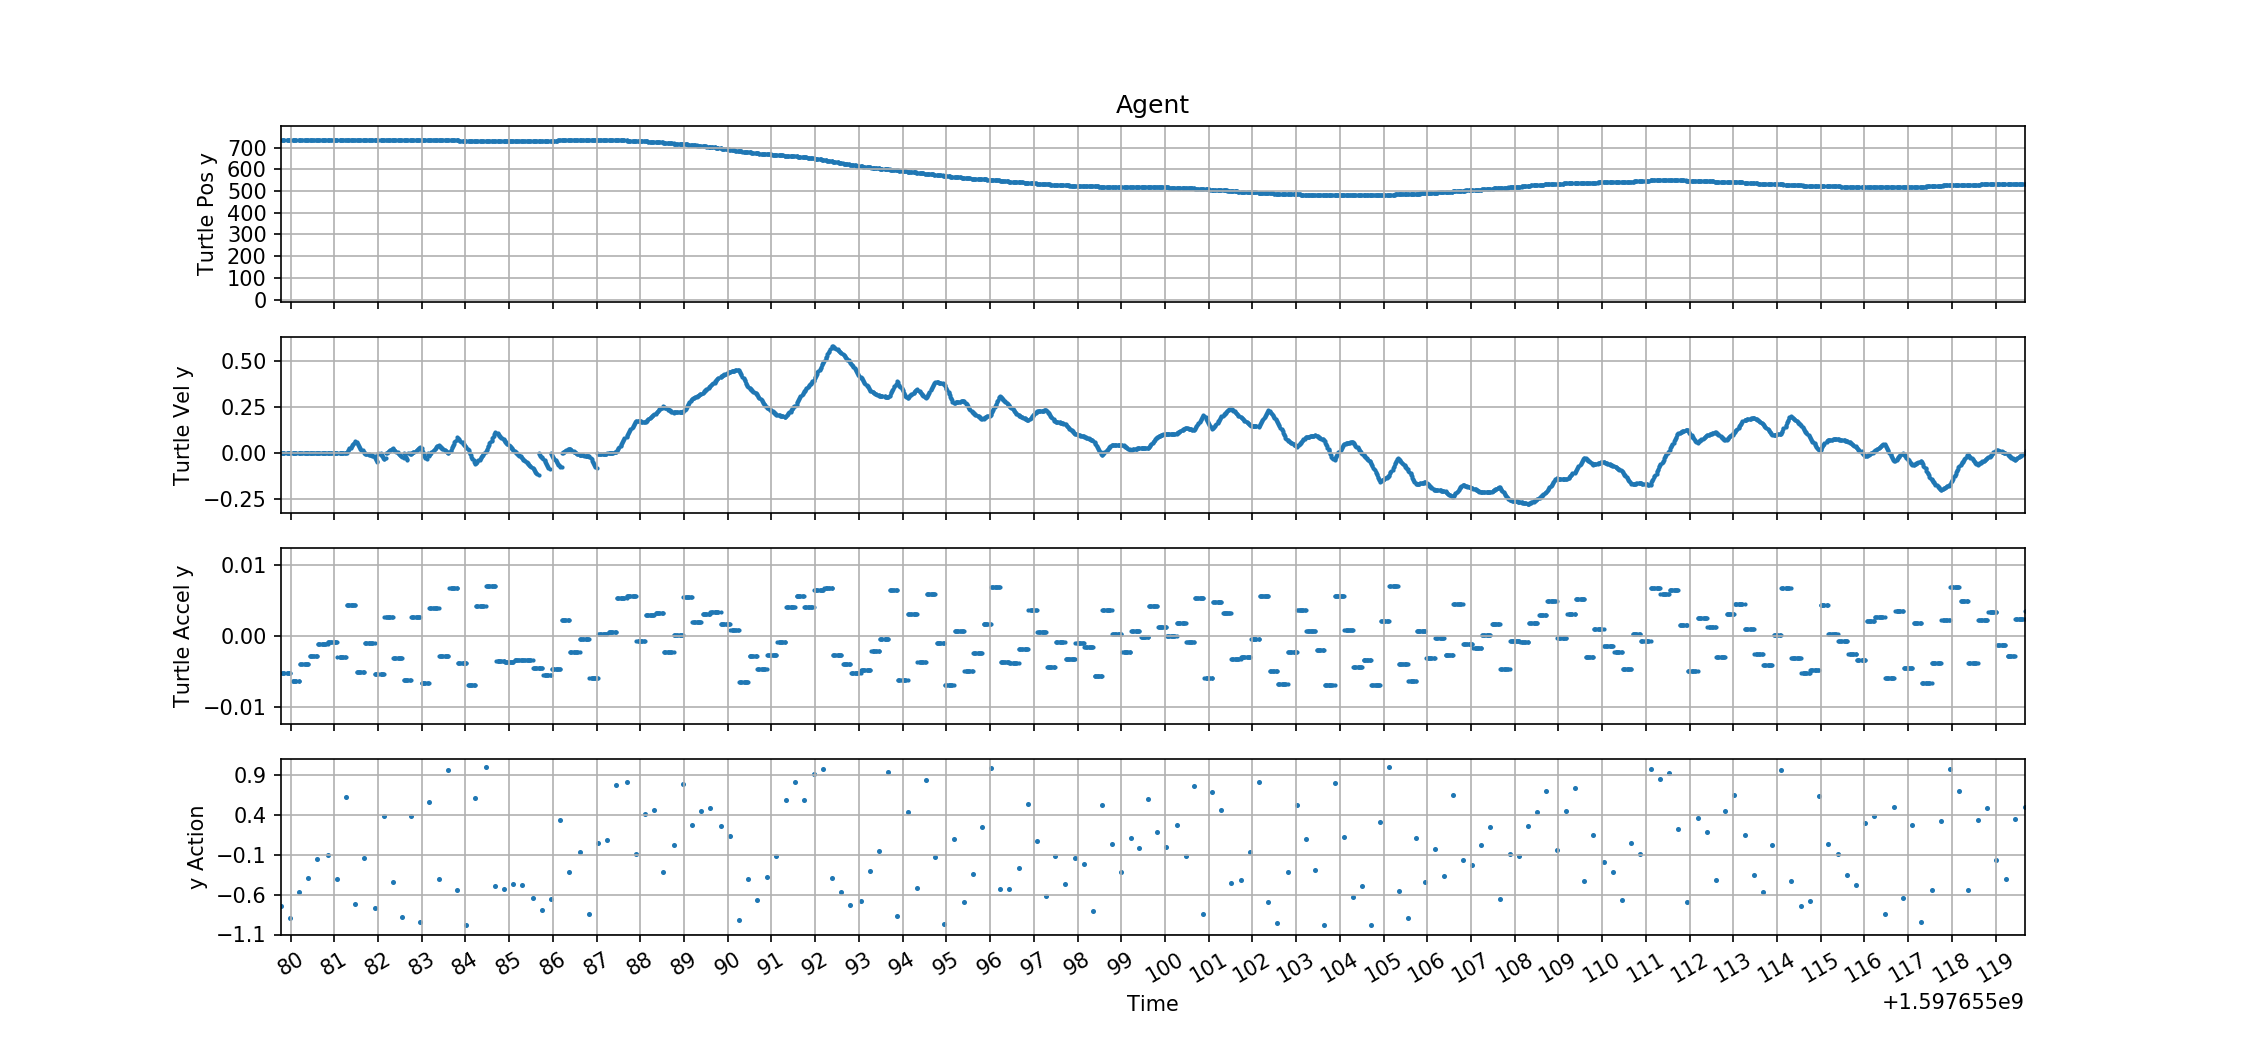 Agent
Turtle Pos y
700
600
500
400
300
200
100
0
Turtle Vel y
0.50
0.25
0.00
−0.25
Turtle Accel y
0.01
0.00
−0.01
y Action
0.9
0.4
−0.1
−0.6
−1.1
80 81 82 83 84 85 86 87 88 89 90 91 92 93 94 95 96 97 98 99 100 101 102 103 104 105 106 107 108 109 110 111 112 113 114 115 116 117 118 119
Time
+1.597655e9